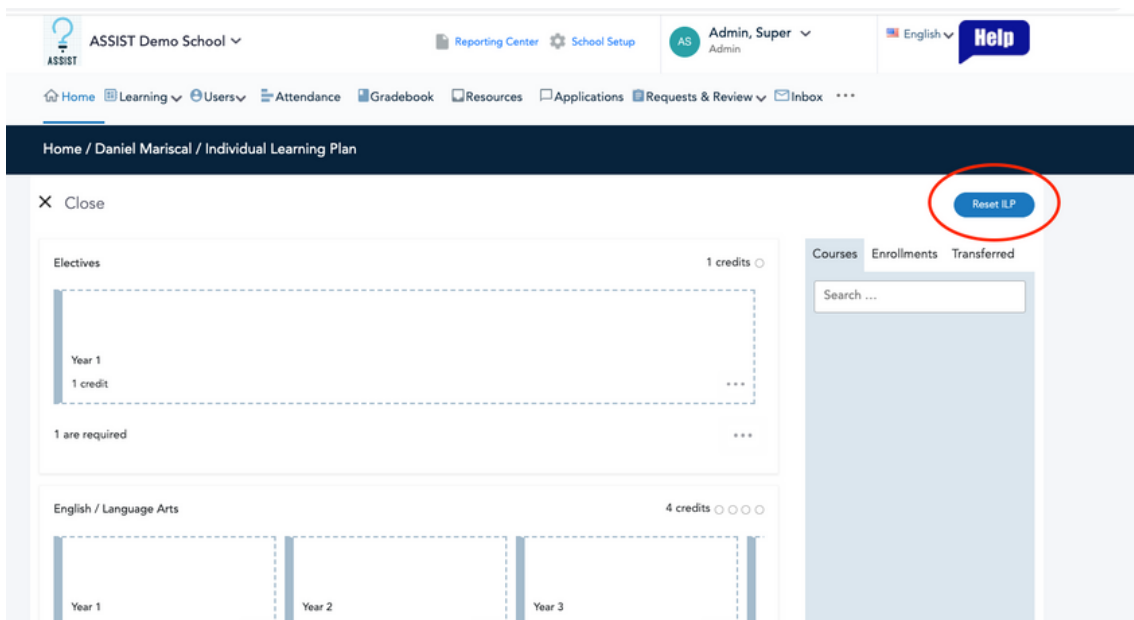 ASSIST
ASSIST Demo School
Reporting Center
School Setup
AS
Admin, Super
Admin
English
Help
Home
Learning
Users
Attendance
Gradebook
Resources
Applications
Requests & Review
Inbox
Home / Daniel Mariscal / Individual Learning Plan
Close
Reset ILP
Electives
1 credits
Year 1
1 credit
1 are required
Courses
Enrollments
Transferred
Search ...
English / Language Arts
4 credits
Year 1
Year 2
Year 3